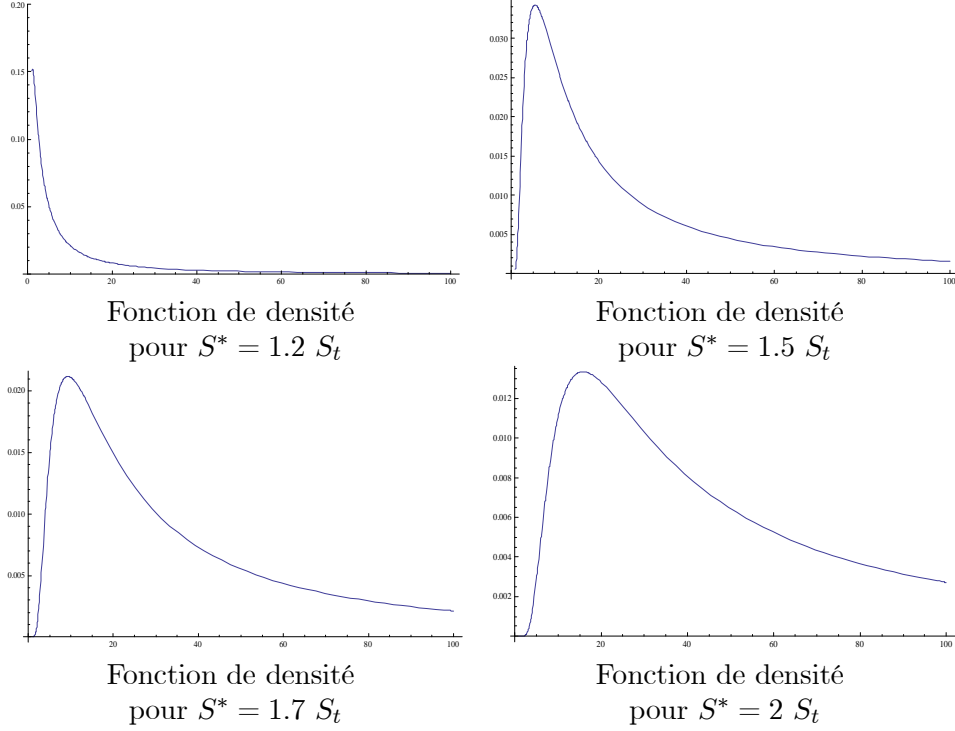 0.20
0.15
0.10
0.05
0 20 40 60 80 100
Fonction de densité
pour S* = 1.2 S_t
0.030
0.025
0.020
0.015
0.010
0.005
20 40 60 80 100
Fonction de densité
pour S* = 1.5 S_t
0.020
0.015
0.010
0.005
20 40 60 80 100
Fonction de densité
pour S* = 1.7 S_t
0.012
0.010
0.008
0.006
0.004
0.002
20 40 60 80 100
Fonction de densité
pour S* = 2 S_t